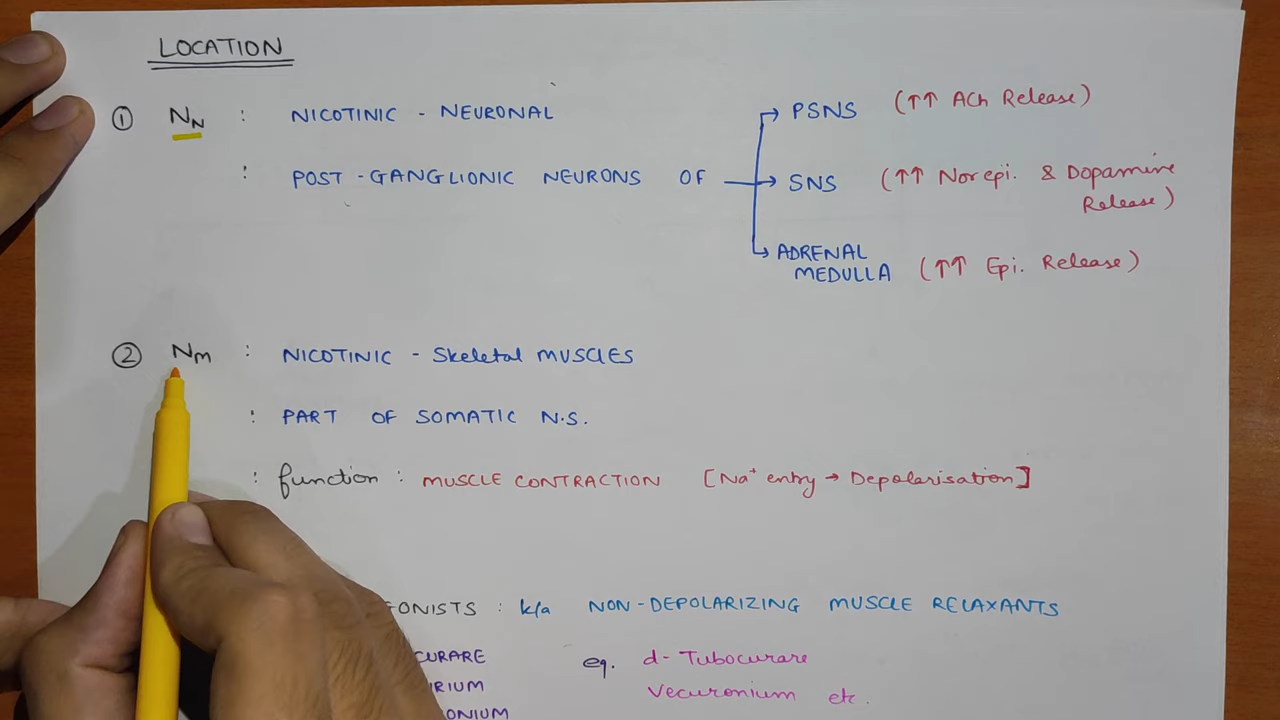 LOCATION
① NN : NICOTINIC - NEURONAL
: POST-GANGLIONIC NEURONS OF
PSNS (↑↑ ACh Release)
SNS (↑↑ Norepi. & Dopamine Release)
ADRENAL MEDULLA (↑↑ Epi. Release)
② NM : NICOTINIC - Skeletal MUSCLES
: PART OF SOMATIC N.S.
: function : MUSCLE CONTRACTION [Na+ entry → Depolarisation]
ONISTS : k/a NON-DEPOLARIZING MUSCLE RELAXANTS
CURARE eg. d-Tubocurare
RIUM Vecuronium etc.
ONIUM